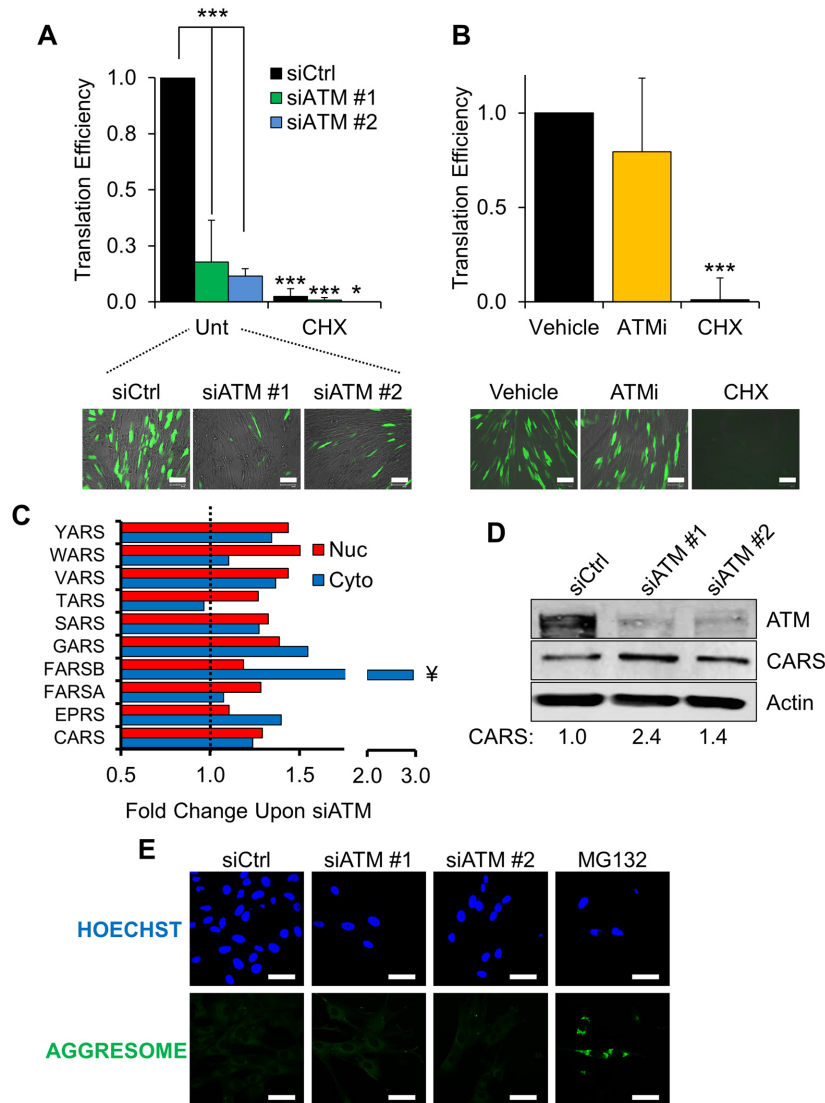 A
***
Translation Efficiency
1.0
0.8
0.5
0.3
0.0
siCtrl
siATM #1
siATM #2
*** *** *
Unt CHX
siCtrl siATM #1 siATM #2
B
Translation Efficiency
1.0
0.5
0.0
***
Vehicle ATMi CHX
Vehicle ATMi CHX
C
YARS
WARS
VARS
TARS
SARS
GARS
FARSB
FARSA
EPRS
CARS
Nuc
Cyto
¥
0.5 1.0 1.5 2.0 3.0
Fold Change Upon siATM
D
siCtrl siATM #1 siATM #2
ATM
CARS
Actin
CARS: 1.0 2.4 1.4
E
siCtrl siATM #1 siATM #2 MG132
HOECHST
AGGRESOME